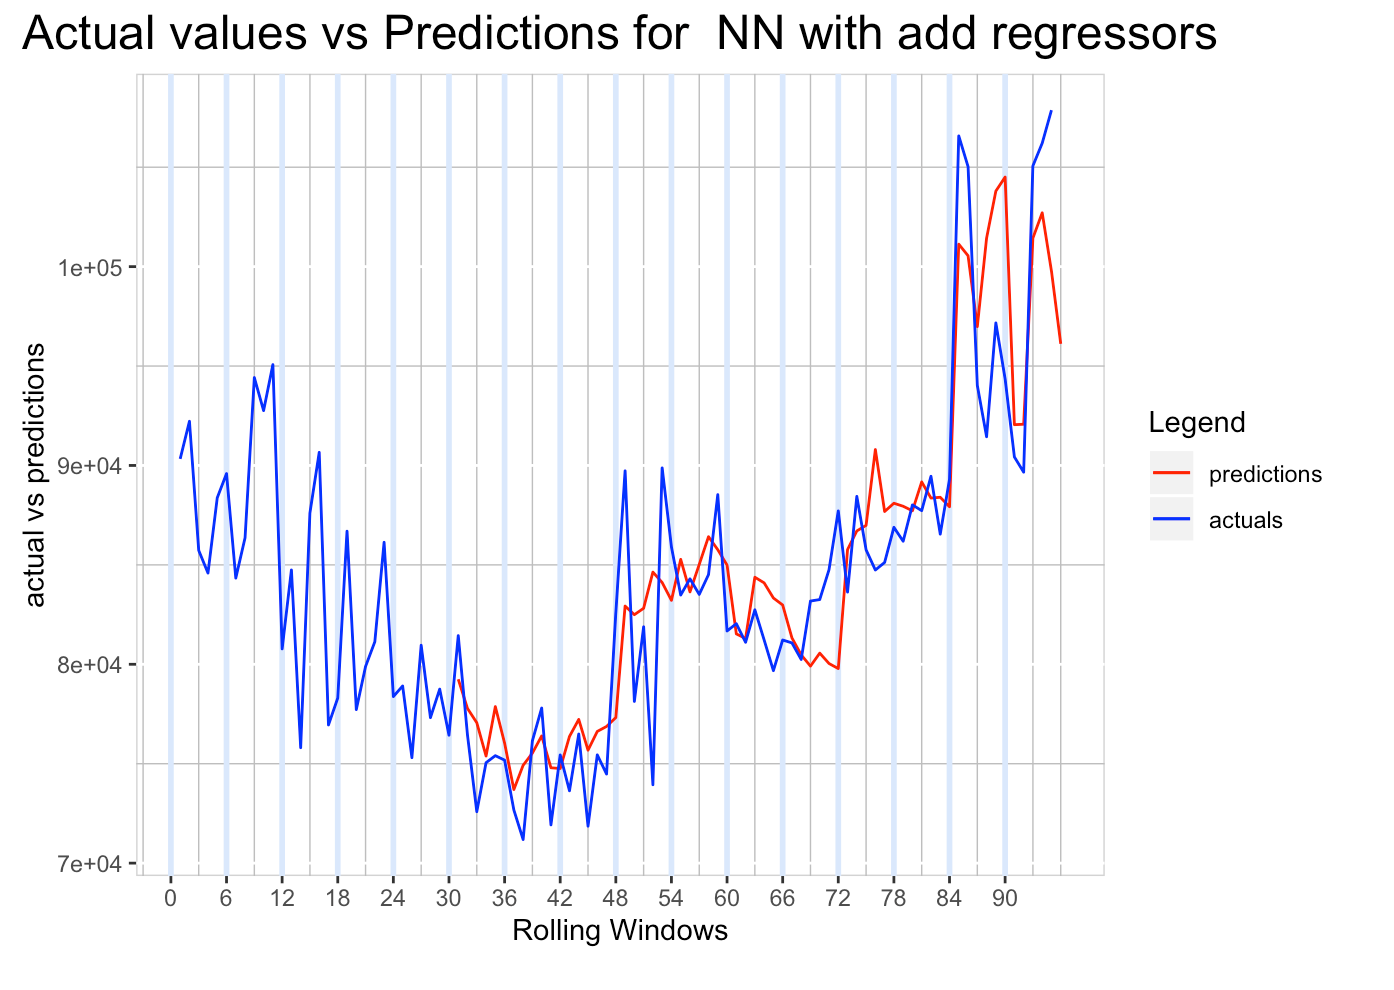 Actual values vs Predictions for  NN with add regressors
actual vs predictions
1e+05
9e+04
8e+04
7e+04
0 6 12 18 24 30 36 42 48 54 60 66 72 78 84 90
Rolling Windows
Legend
predictions
actuals